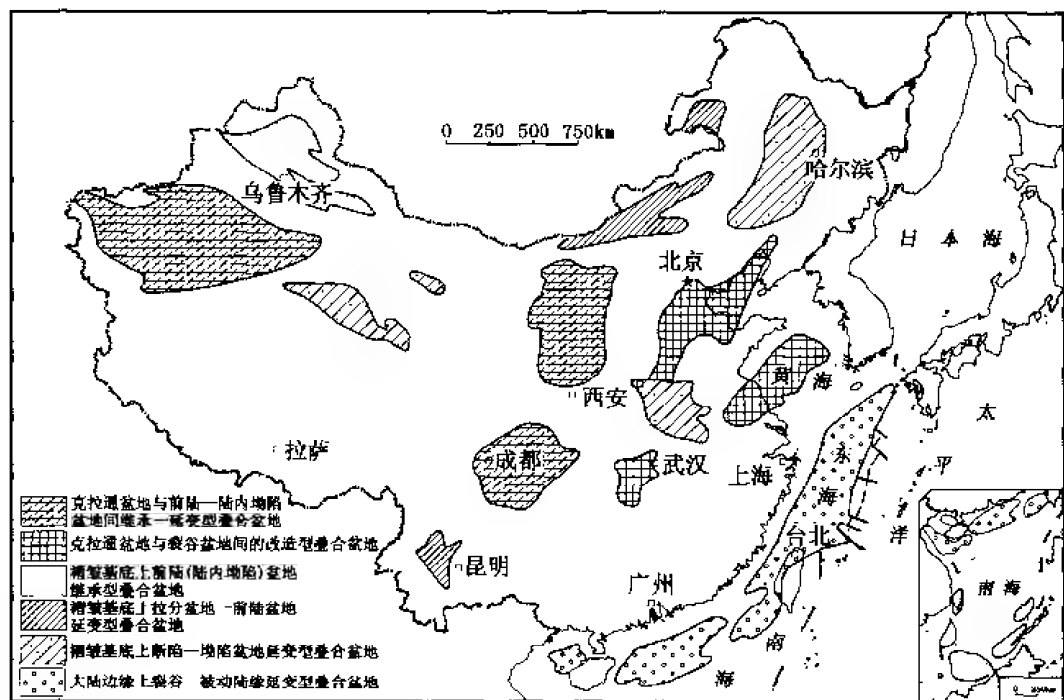 0 250 500 750km
乌鲁木齐
哈尔滨
日本海
北京
西安
黄海
太平洋
拉萨
成都
武汉
上海
东海
台北
昆明
广州
南海
南海
克拉通盆地与前陆—陆内坳陷
盆地间继承—延变型叠合盆地
克拉通盆地与裂谷盆地间的改造型叠合盆地
褶皱基底上前陆(陆内坳陷)盆地
继承型叠合盆地
褶皱基底上拉分盆地—前陆盆地
延变型叠合盆地
褶皱基底上断陷—坳陷盆地延变型叠合盆地
大陆边缘上裂谷—被动陆缘延变型叠合盆地